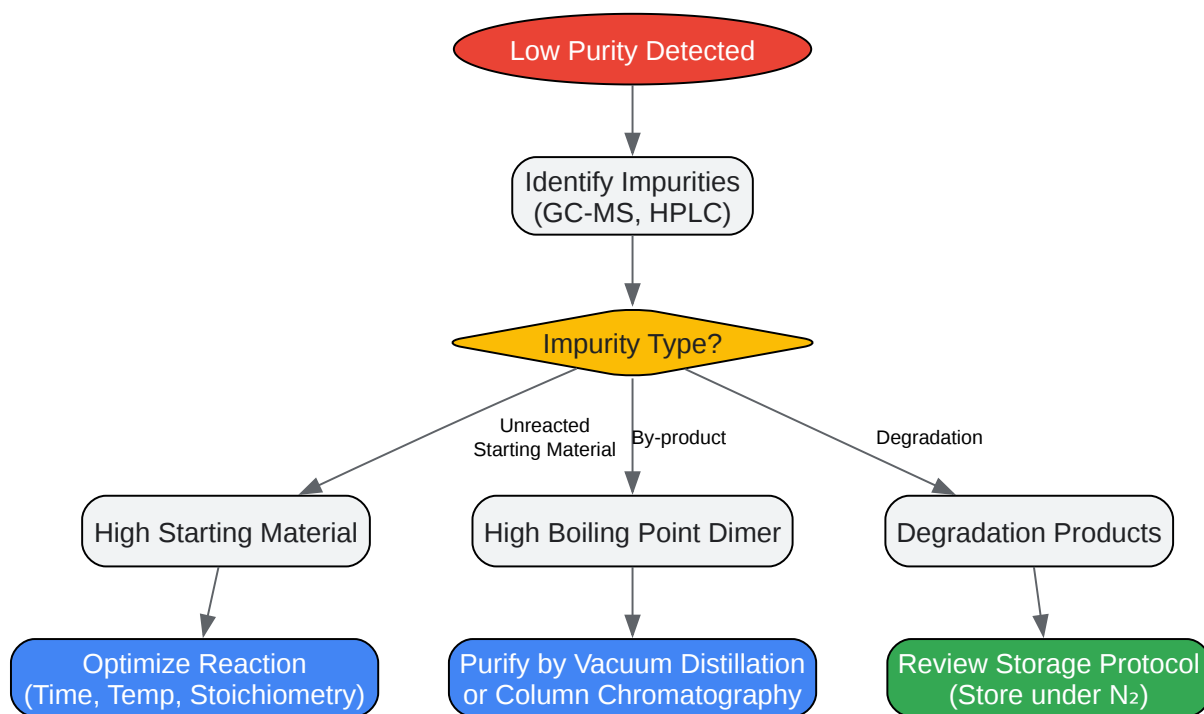 Low Purity Detected
Identify Impurities
(GC-MS, HPLC)
Impurity Type?
Unreacted
Starting Material
By-product
Degradation
High Starting Material
High Boiling Point Dimer
Degradation Products
Optimize Reaction
(Time, Temp, Stoichiometry)
Purify by Vacuum Distillation
or Column Chromatography
Review Storage Protocol
(Store under N₂)